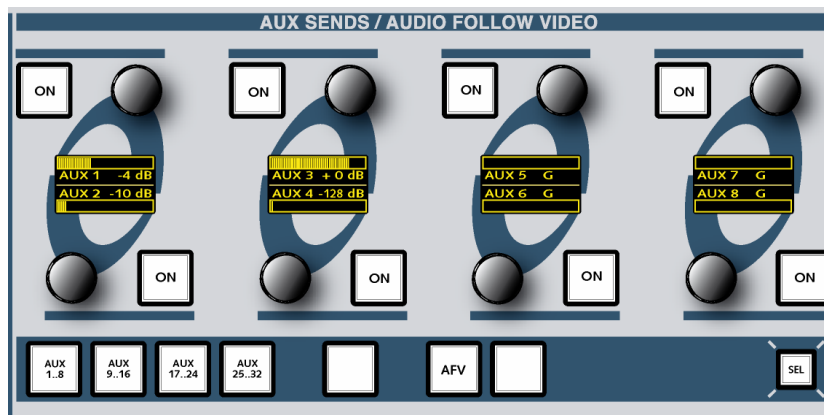 AUX SENDS / AUDIO FOLLOW VIDEO
ON ON ON ON
AUX 1 -4 dB
AUX 2 -10 dB
AUX 3 + 0 dB
AUX 4 -128 dB
AUX 5 G
AUX 6 G
AUX 7 G
AUX 8 G
ON ON ON ON
AUX
1..8
AUX
9..16
AUX
17..24
AUX
25..32
AFV
SEL